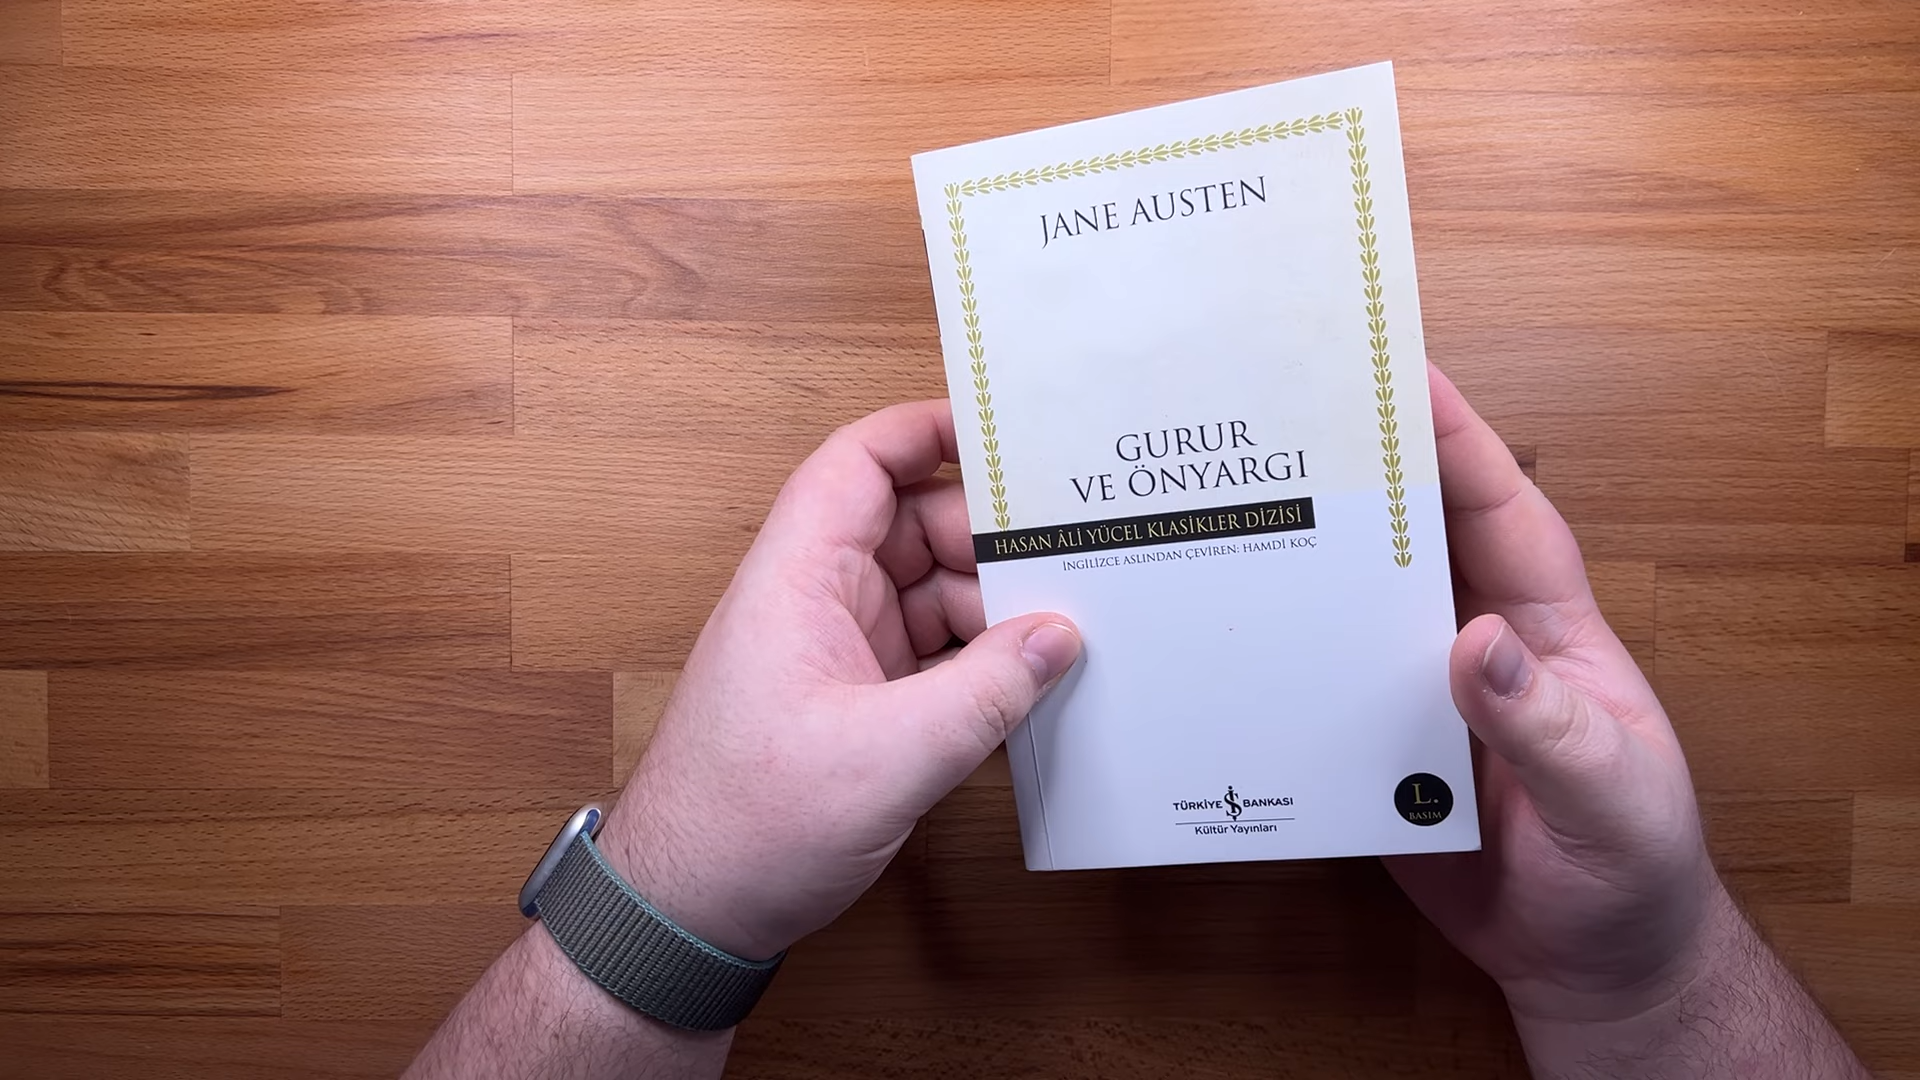 JANE AUSTEN
GURUR
VE ÖNYARGI
HASAN ÂLİ YÜCEL KLASİKLER DİZİSİ
İNGİLİZCE ASLINDAN ÇEVİREN: HAMDİ KOÇ
TÜRKİYE İŞ BANKASI
Kültür Yayınları
L.
BASIM